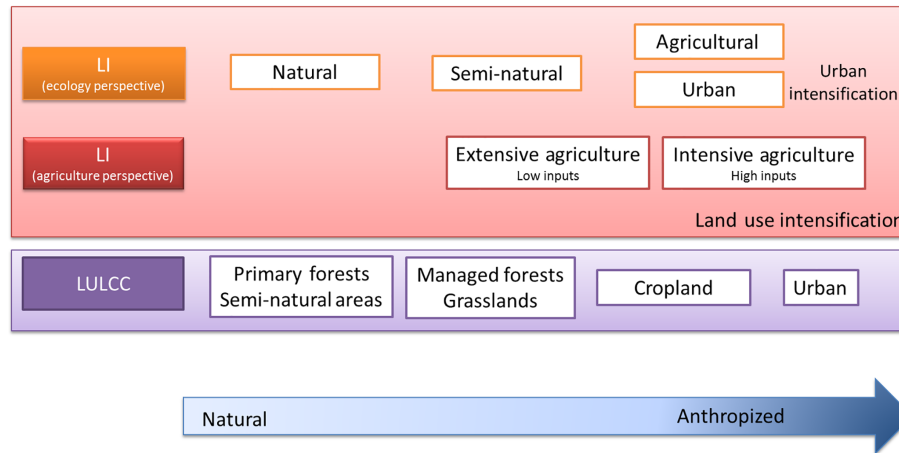 LI
(ecology perspective)
Natural
Semi-natural
Agricultural
Urban
Urban
intensification
LI
(agriculture perspective)
Extensive agriculture
Low inputs
Intensive agriculture
High inputs
Land use intensification
LULCC
Primary forests
Semi-natural areas
Managed forests
Grasslands
Cropland
Urban
Natural
Anthropized